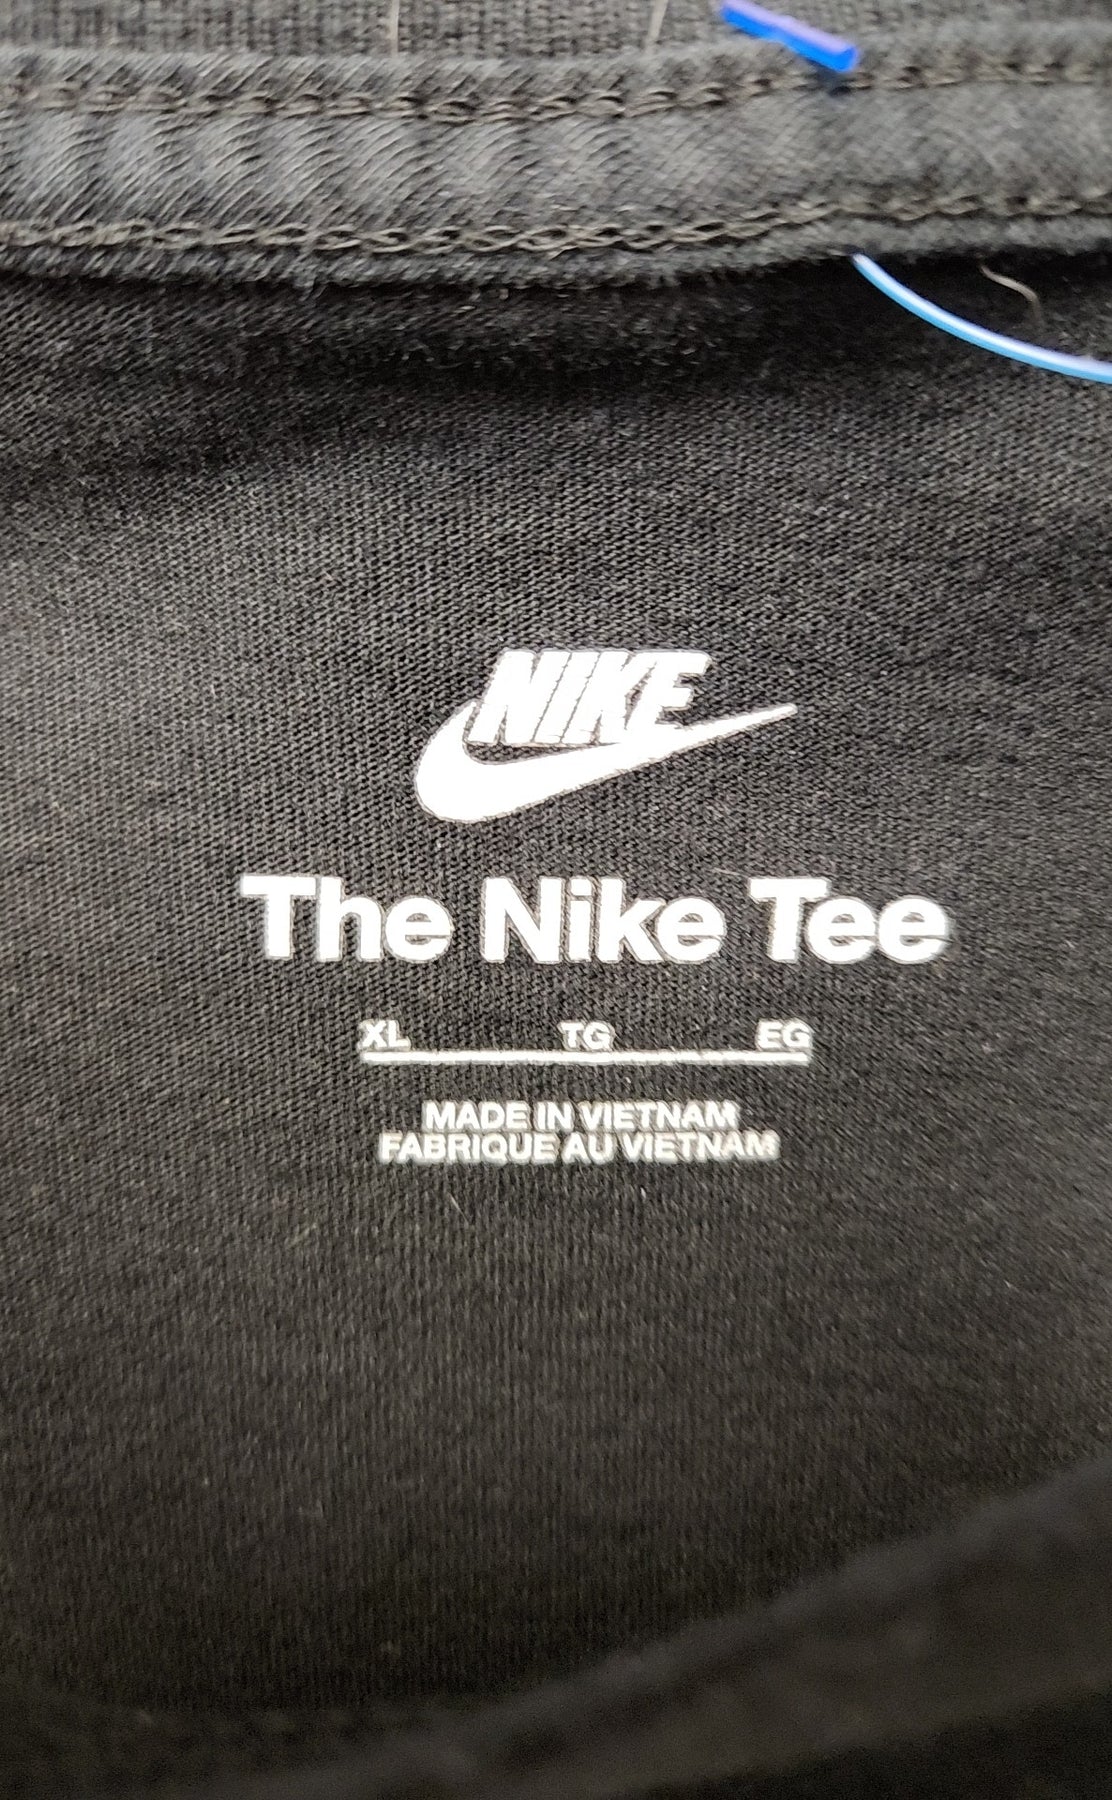 NIKE
The Nike Tee
XL TG EG
MADE IN VIETNAM
FABRIQUE AU VIETNAM